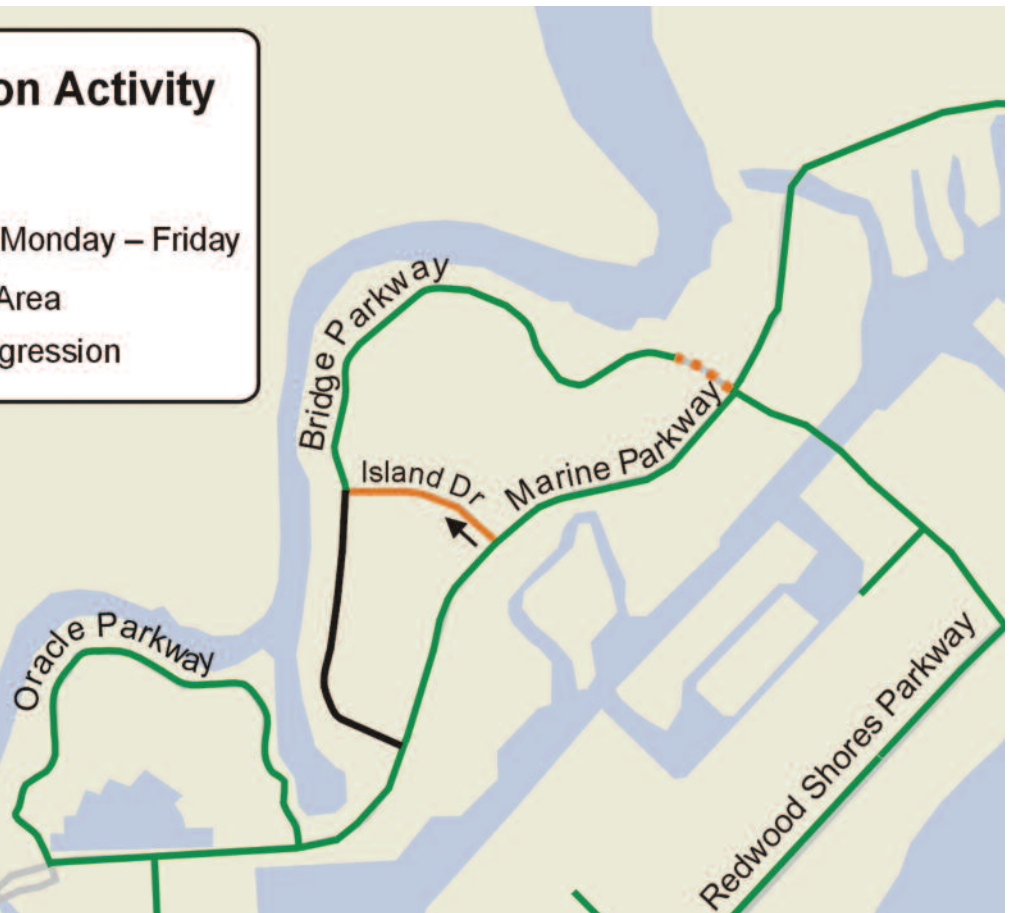 on Activity
Monday – Friday
Area
gression
Bridge Parkway
Island Dr
Marine Parkway
Oracle Parkway
Redwood Shores Parkway